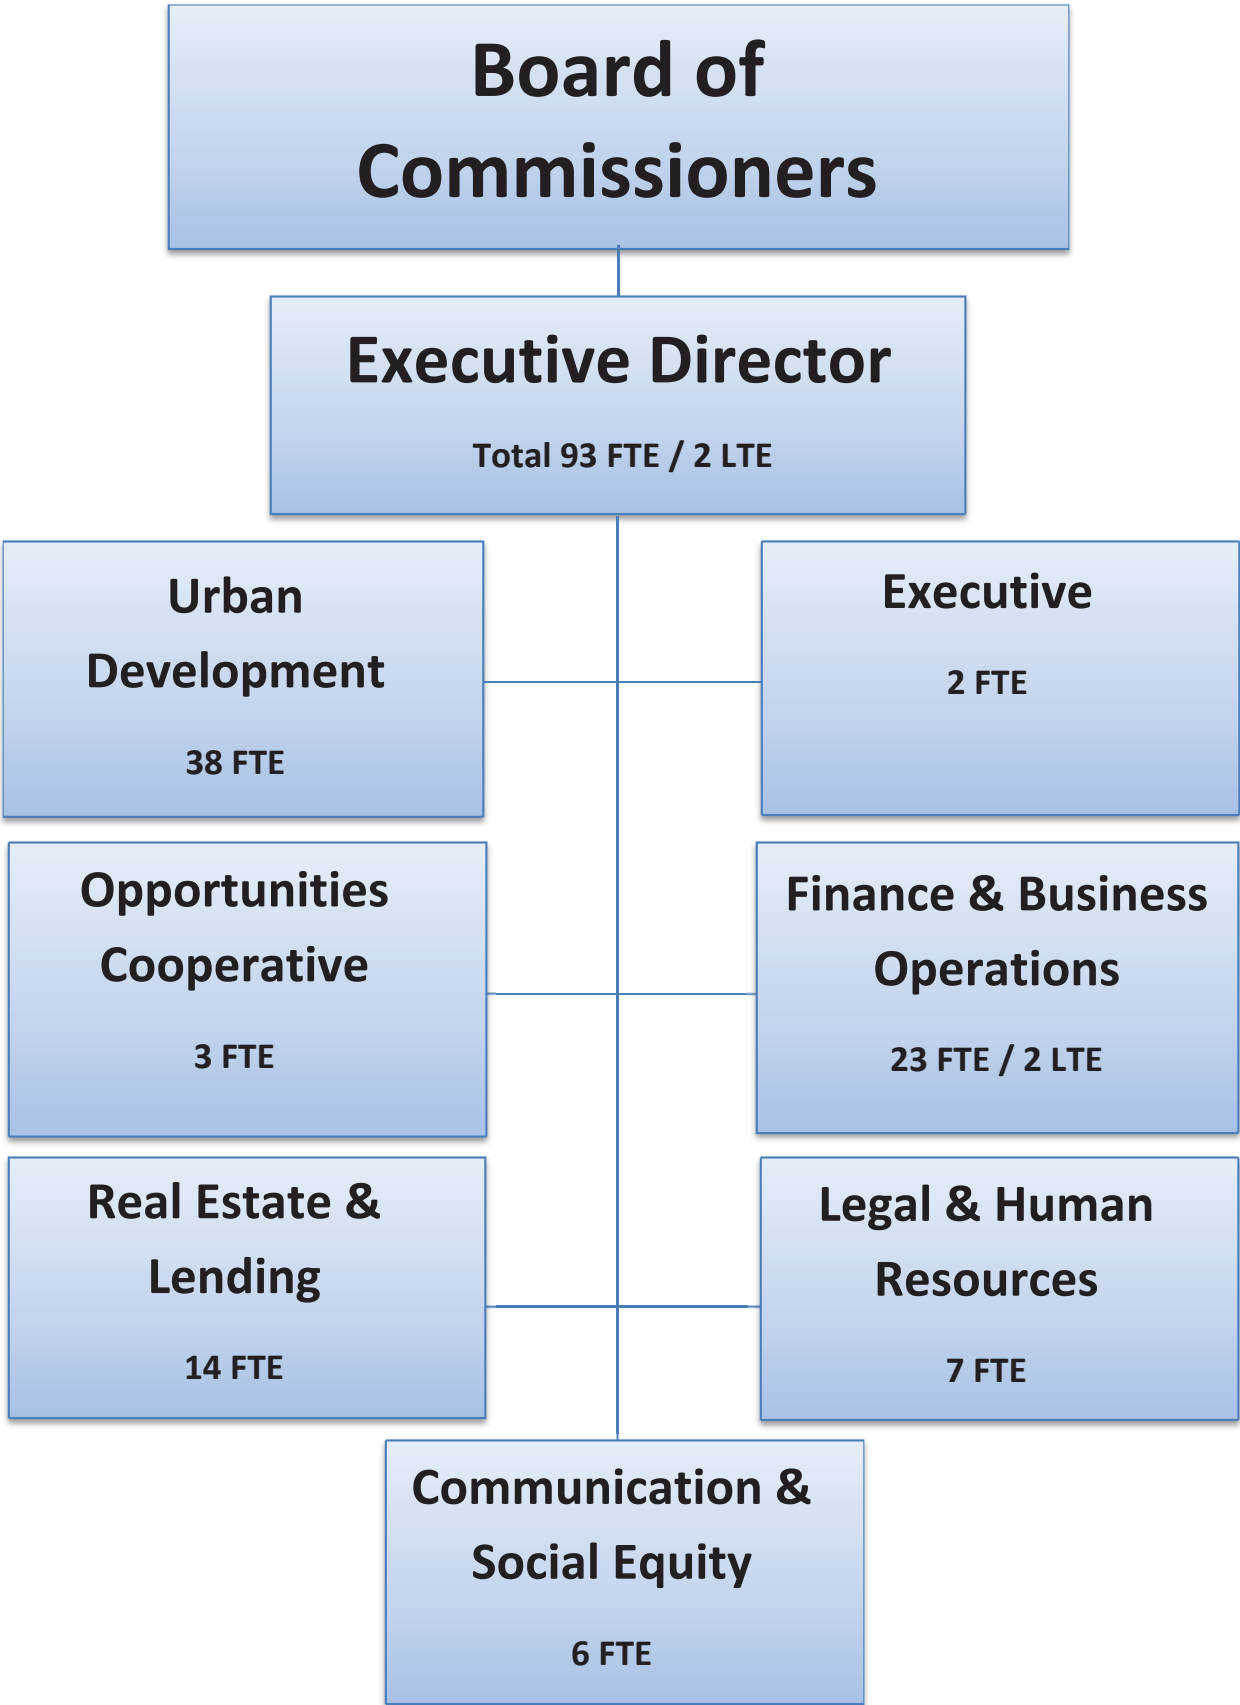 Board of
Commissioners
Executive Director
Total 93 FTE / 2 LTE
Urban
Development
38 FTE
Executive
2 FTE
Opportunities
Cooperative
3 FTE
Finance & Business
Operations
23 FTE / 2 LTE
Real Estate &
Lending
14 FTE
Legal & Human
Resources
7 FTE
Communication &
Social Equity
6 FTE